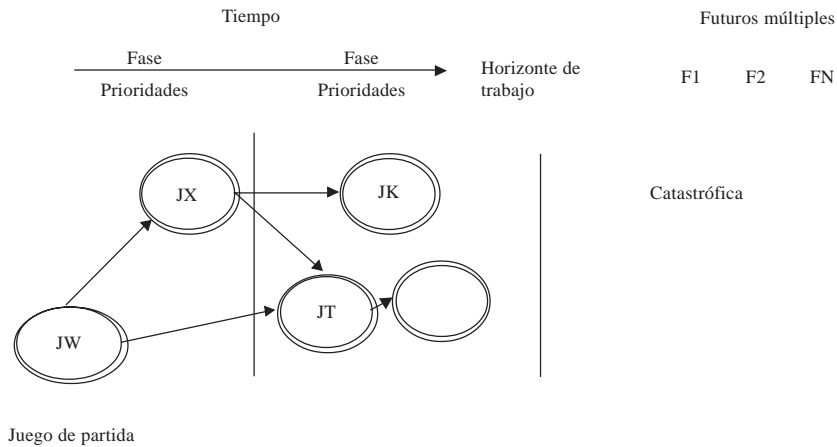 Tiempo
Futuros múltiples
Fase
Fase
Prioridades
Prioridades
Horizonte de
trabajo
F1 F2 FN
JX
JK
Catastrófica
JT
JW
Juego de partida